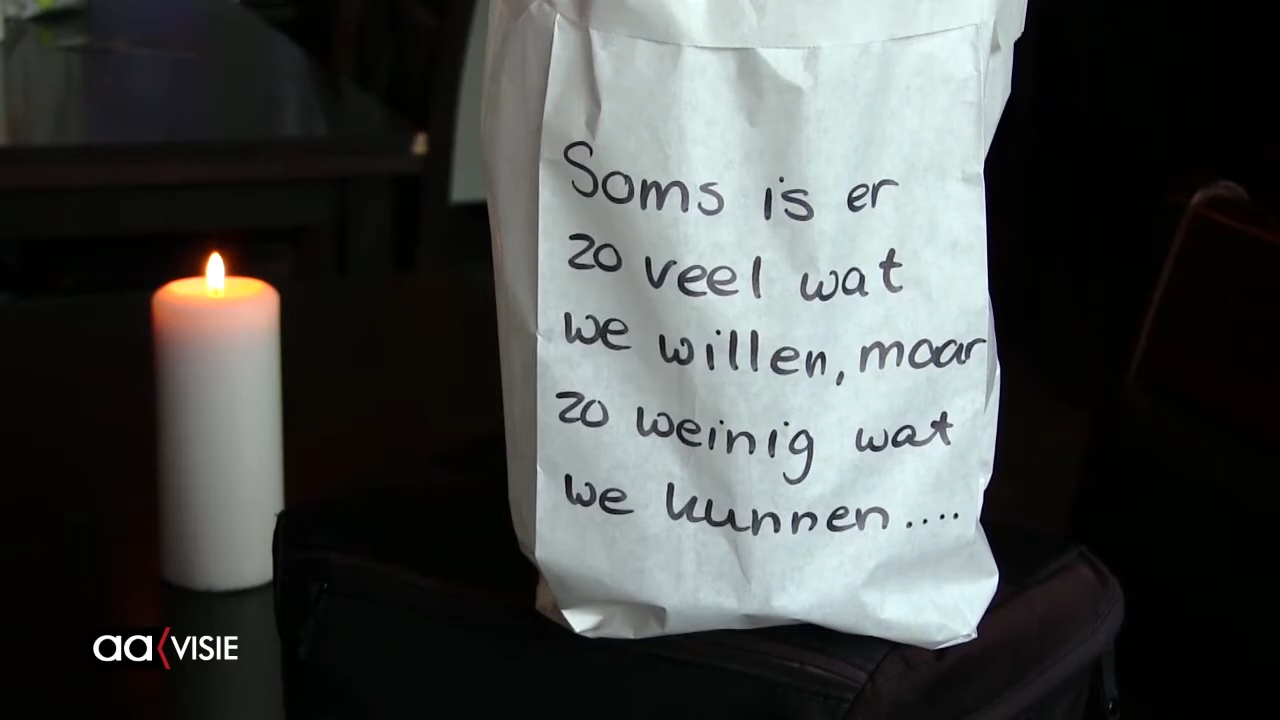 Soms is er
zo veel wat
we willen, maar
zo weinig wat
we kunnen....
aa VISIE